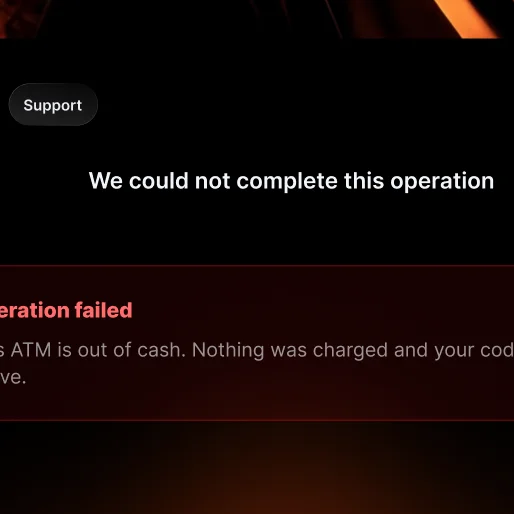 Support
We could not complete this operation
eration failed
s ATM is out of cash. Nothing was charged and your cod
ve.